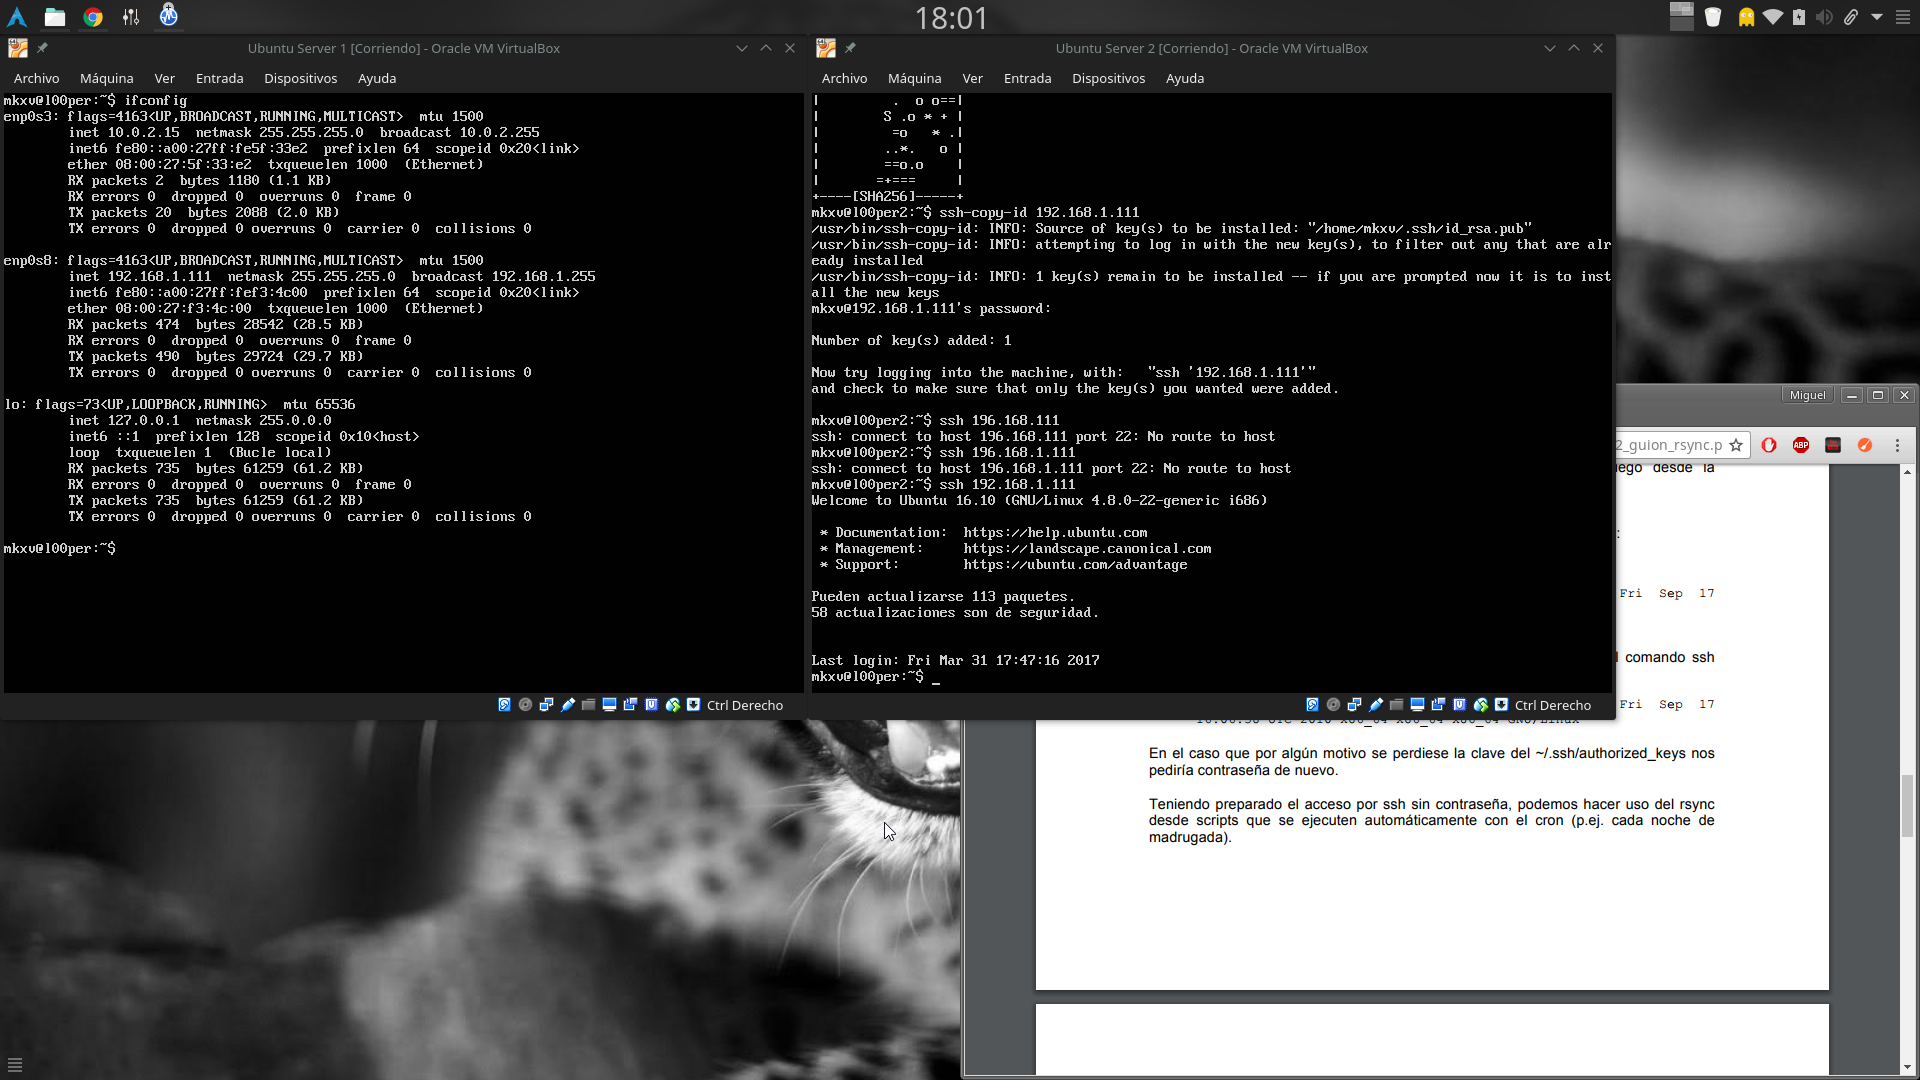 18:01
Ubuntu Server 1 [Corriendo] - Oracle VM VirtualBox
Archivo Máquina Ver Entrada Dispositivos Ayuda
mkxv@l00per:~$ ifconfig
enp0s3: flags=4163<UP,BROADCAST,RUNNING,MULTICAST>  mtu 1500
inet 10.0.2.15  netmask 255.255.255.0  broadcast 10.0.2.255
inet6 fe80::a00:27ff:fe5f:33e2  prefixlen 64  scopeid 0x20<link>
ether 08:00:27:5f:33:e2  txqueuelen 1000  (Ethernet)
RX packets 2  bytes 1180 (1.1 KB)
RX errors 0  dropped 0  overruns 0  frame 0
TX packets 20  bytes 2088 (2.0 KB)
TX errors 0  dropped 0 overruns 0  carrier 0  collisions 0
enp0s8: flags=4163<UP,BROADCAST,RUNNING,MULTICAST>  mtu 1500
inet 192.168.1.111  netmask 255.255.255.0  broadcast 192.168.1.255
inet6 fe80::a00:27ff:fef3:4c00  prefixlen 64  scopeid 0x20<link>
ether 08:00:27:f3:4c:00  txqueuelen 1000  (Ethernet)
RX packets 474  bytes 28542 (28.5 KB)
RX errors 0  dropped 0  overruns 0  frame 0
TX packets 490  bytes 29724 (29.7 KB)
TX errors 0  dropped 0 overruns 0  carrier 0  collisions 0
lo: flags=73<UP,LOOPBACK,RUNNING>  mtu 65536
inet 127.0.0.1  netmask 255.0.0.0
inet6 ::1  prefixlen 128  scopeid 0x10<host>
loop  txqueuelen 1  (Bucle local)
RX packets 735  bytes 61259 (61.2 KB)
RX errors 0  dropped 0  overruns 0  frame 0
TX packets 735  bytes 61259 (61.2 KB)
TX errors 0  dropped 0 overruns 0  carrier 0  collisions 0
mkxv@l00per:~$
Ctrl Derecho
Ubuntu Server 2 [Corriendo] - Oracle VM VirtualBox
Archivo Máquina Ver Entrada Dispositivos Ayuda
|         .  o o==|
|        S .o * + |
|         =o   * .|
|        ..*.   o |
|        ==o.o    |
|       =+===     |
+----[SHA256]-----+
mkxv@l00per2:~$ ssh-copy-id 192.168.1.111
/usr/bin/ssh-copy-id: INFO: Source of key(s) to be installed: "/home/mkxv/.ssh/id_rsa.pub"
/usr/bin/ssh-copy-id: INFO: attempting to log in with the new key(s), to filter out any that are alr
eady installed
/usr/bin/ssh-copy-id: INFO: 1 key(s) remain to be installed -- if you are prompted now it is to inst
all the new keys
mkxv@192.168.1.111's password:
Number of key(s) added: 1
Now try logging into the machine, with:   "ssh '192.168.1.111'"
and check to make sure that only the key(s) you wanted were added.
mkxv@l00per2:~$ ssh 196.168.111
ssh: connect to host 196.168.111 port 22: No route to host
mkxv@l00per2:~$ ssh 196.168.1.111
ssh: connect to host 196.168.1.111 port 22: No route to host
mkxv@l00per2:~$ ssh 192.168.1.111
Welcome to Ubuntu 16.10 (GNU/Linux 4.8.0-22-generic i686)
* Documentation:  https://help.ubuntu.com
* Management:     https://landscape.canonical.com
* Support:        https://ubuntu.com/advantage
Pueden actualizarse 113 paquetes.
58 actualizaciones son de seguridad.
Last login: Fri Mar 31 17:47:16 2017
mkxv@l00per:~$ _
Ctrl Derecho
Miguel
2_guion_rsync.p
ABP
desde la
:
Fri Sep 17
comando ssh
Fri Sep 17
En el caso que por algún motivo se perdiese la clave del ~/.ssh/authorized_keys nos
pediría contraseña de nuevo.
Teniendo preparado el acceso por ssh sin contraseña, podemos hacer uso del rsync
desde scripts que se ejecuten automáticamente con el cron (p.ej. cada noche de
madrugada).